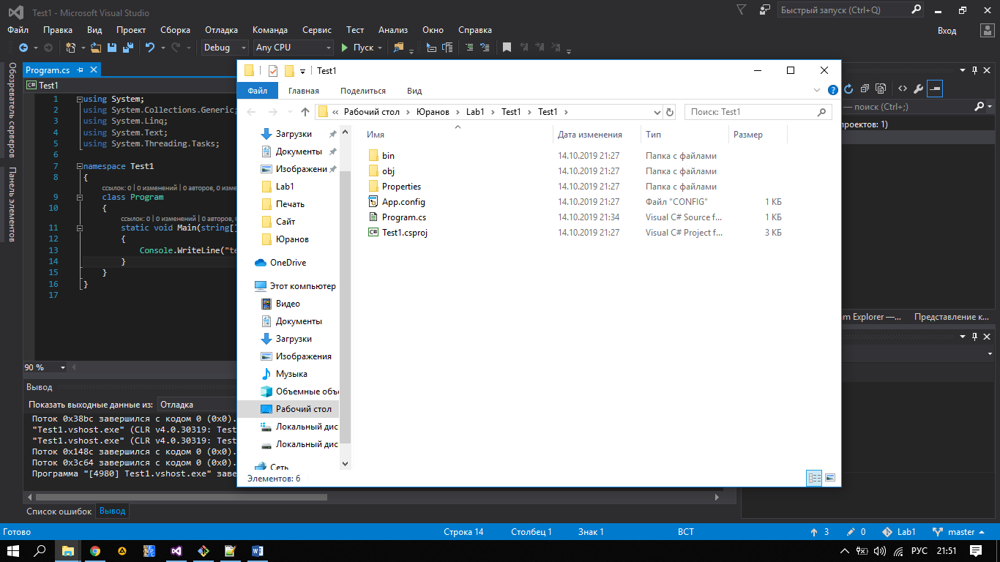 Test1 - Microsoft Visual Studio
Быстрый запуск (Ctrl+Q)
Файл Правка Вид Проект Сборка Отладка Команда Сервис Тест Анализ Окно Справка
Вход
Debug Any CPU Пуск
Обозреватель серверов
Панель элементов
Program.cs
Test1
1 using System;
2 using System.Collections.Generic;
3 using System.Linq;
4 using System.Text;
5 using System.Threading.Tasks;
6
7 namespace Test1
8 {
ссылок: 0 | 0 изменений | 0 авторов, 0 изме
9 class Program
10 {
ссылок: 0 | 0 изменений | 0 авторов, 0
11 static void Main(string[]
12 {
13 Console.WriteLine("te
14 }
15 }
16 }
17
90 %
Вывод
Показать выходные данные из: Отладка
Поток 0x38bc завершился с кодом 0 (0x0).
"Test1.vshost.exe" (CLR v4.0.30319: Test
"Test1.vshost.exe" (CLR v4.0.30319: Test
Поток 0x148c завершился с кодом 0 (0x0).
Поток 0x3c64 завершился с кодом 0 (0x0).
Программа "[4980] Test1.vshost.exe" заве
Список ошибок Вывод
Test1
Файл Главная Поделиться Вид
« Рабочий стол › Юранов › Lab1 › Test1 › Test1 ›
Поиск: Test1
Загрузки
Документы
Изображени
Lab1
Печать
Сайт
Юранов
OneDrive
Этот компьютер
Видео
Документы
Загрузки
Изображения
Музыка
Объемные объе
Рабочий стол
Локальный дис
Локальный дис
Сеть
Имя Дата изменения Тип Размер
bin 14.10.2019 21:27 Папка с файлами
obj 14.10.2019 21:27 Папка с файлами
Properties 14.10.2019 21:27 Папка с файлами
App.config 14.10.2019 21:27 Файл "CONFIG" 1 КБ
Program.cs 14.10.2019 21:34 Visual C# Source f... 1 КБ
Test1.csproj 14.10.2019 21:27 Visual C# Project f... 3 КБ
Элементов: 6
— поиск (Ctrl+;)
проектов: 1)
m Explorer —... Представление к...
Готово Строка 14 Столбец 1 Знак 1 ВСТ 3 0 Lab1 master
РУС 21:51